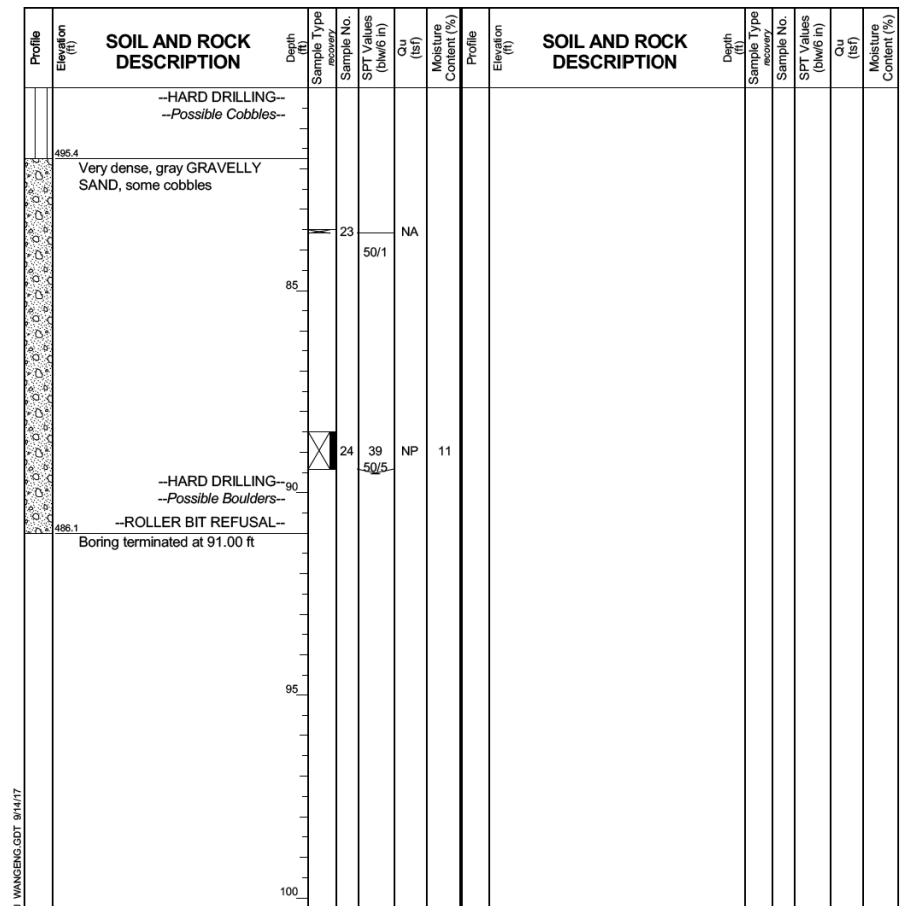 Profile
Elevation
(ft)
SOIL AND ROCK
DESCRIPTION
Depth
(ft)
Sample Type
recovery
Sample No.
SPT Values
(blw/6 in)
Qu
(tsf)
Moisture
Content (%)
Profile
Elevation
(ft)
SOIL AND ROCK
DESCRIPTION
Depth
(ft)
Sample Type
recovery
Sample No.
SPT Values
(blw/6 in)
Qu
(tsf)
Moisture
Content (%)
--HARD DRILLING--
--Possible Cobbles--
495.4
Very dense, gray GRAVELLY
SAND, some cobbles
23 NA
50/1
85
24 39 NP 11
50/5
--HARD DRILLING--
90
--Possible Boulders--
--ROLLER BIT REFUSAL--
486.1
Boring terminated at 91.00 ft
95
100
WANGENG.GDT 9/14/17